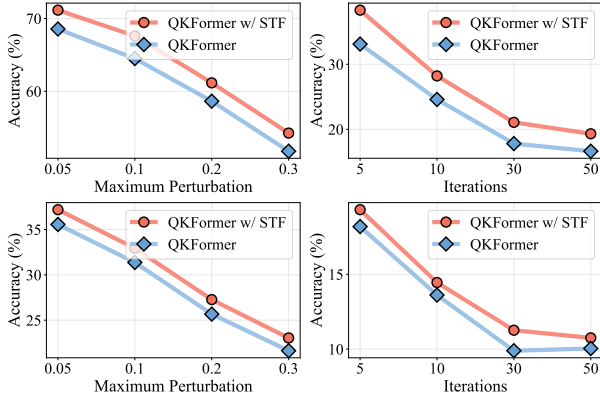 Accuracy (%)
70
60
QKFormer w/ STF
QKFormer
0.05 0.1 0.2 0.3
Maximum Perturbation
Accuracy (%)
30
20
QKFormer w/ STF
QKFormer
5 10 30 50
Iterations
Accuracy (%)
35
30
25
QKFormer w/ STF
QKFormer
0.05 0.1 0.2 0.3
Maximum Perturbation
Accuracy (%)
15
10
QKFormer w/ STF
QKFormer
5 10 30 50
Iterations